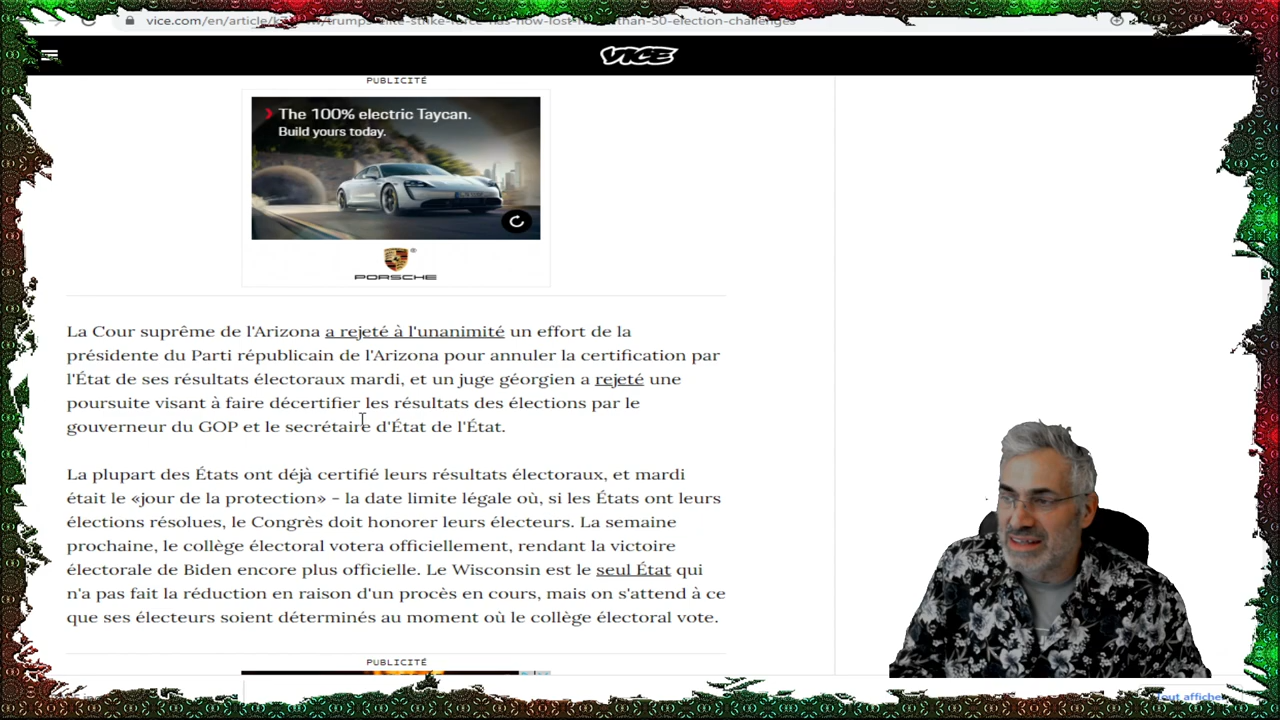 vice.com/en/article/
VICE
PUBLICITÉ
The 100% electric Taycan.
Build yours today.
PORSCHE
La Cour suprême de l'Arizona a rejeté à l'unanimité un effort de la
présidente du Parti républicain de l'Arizona pour annuler la certification par
l'État de ses résultats électoraux mardi, et un juge géorgien a rejeté une
poursuite visant à faire décertifier les résultats des élections par le
gouverneur du GOP et le secrétaire d'État de l'État.
La plupart des États ont déjà certifié leurs résultats électoraux, et mardi
était le «jour de la protection» – la date limite légale où, si les États ont leurs
élections résolues, le Congrès doit honorer leurs électeurs. La semaine
prochaine, le collège électoral votera officiellement, rendant la victoire
électorale de Biden encore plus officielle. Le Wisconsin est le seul État qui
n'a pas fait la réduction en raison d'un procès en cours, mais on s'attend à ce
que ses électeurs soient déterminés au moment où le collège électoral vote.
PUBLICITÉ